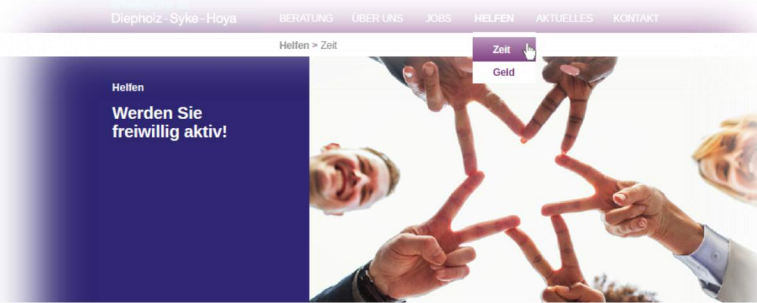 Diepholz-Syke-Hoya
BERATUNG ÜBER UNS JOBS HELFEN AKTUELLES KONTAKT
Helfen > Zeit
Zeit
Geld
Helfen
Werden Sie
freiwillig aktiv!